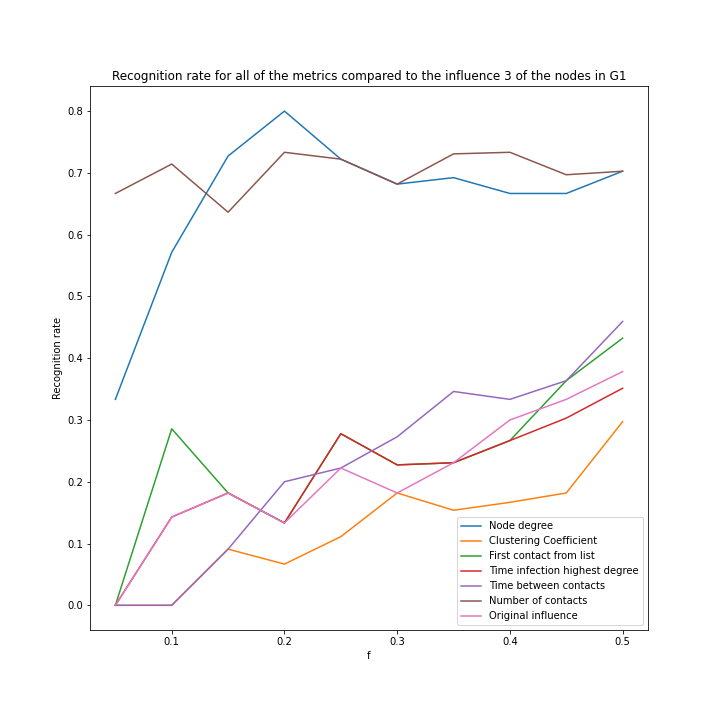 Recognition rate for all of the metrics compared to the influence 3 of the nodes in G1
0.8
0.7
0.6
0.5
0.4
0.3
0.2
0.1
0.0
Recognition rate
0.1 0.2 0.3 0.4 0.5
f
Node degree
Clustering Coefficient
First contact from list
Time infection highest degree
Time between contacts
Number of contacts
Original influence